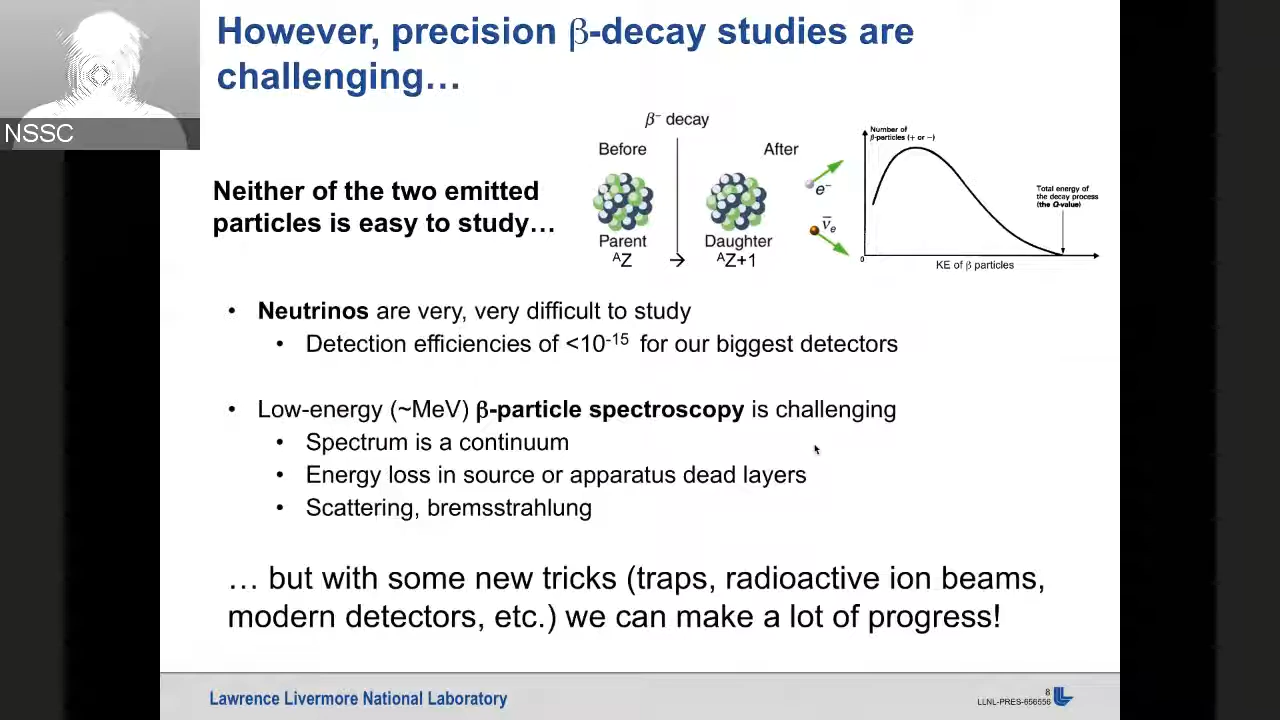 However, precision β-decay studies are
challenging…
NSSC
β⁻ decay
Before
After
Neither of the two emitted
particles is easy to study…
e⁻
ν̄ₑ
Parent
Daughter
ᴬZ
→
ᴬZ+1
Number of
β-particles (+ or −)
Total energy of
the decay process
(the Q-value)
0
KE of β particles
• Neutrinos are very, very difficult to study
• Detection efficiencies of <10⁻¹⁵ for our biggest detectors
• Low-energy (~MeV) β-particle spectroscopy is challenging
• Spectrum is a continuum
• Energy loss in source or apparatus dead layers
• Scattering, bremsstrahlung
… but with some new tricks (traps, radioactive ion beams,
modern detectors, etc.) we can make a lot of progress!
Lawrence Livermore National Laboratory
8
LLNL-PRES-656556